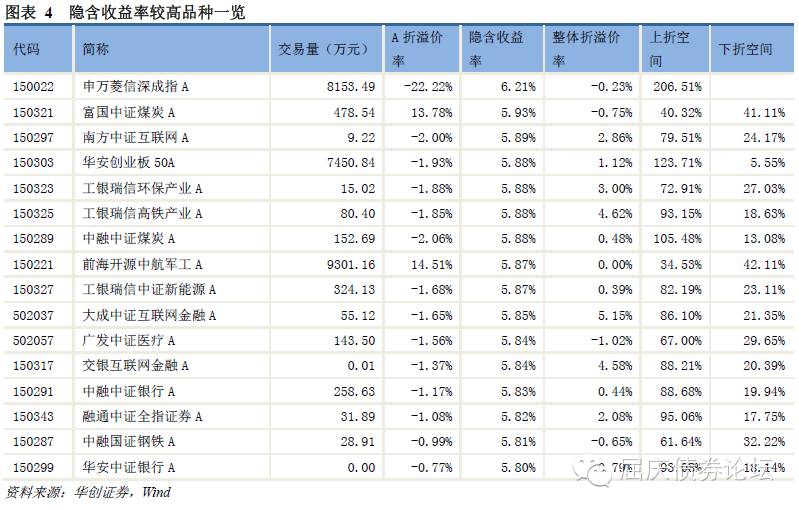 图表 4 隐含收益率较高品种一览
代码 简称 交易量（万元） A 折溢价率 隐含收益率 整体折溢价率 上折空间 下折空间
150022 申万菱信深成指 A 8153.49 -22.22% 6.21% -0.23% 206.51%
150321 富国中证煤炭 A 478.54 13.78% 5.93% -0.75% 40.32% 41.11%
150297 南方中证互联网 A 9.22 -2.00% 5.89% 2.86% 79.51% 24.17%
150303 华安创业板 50A 7450.84 -1.93% 5.88% 1.12% 123.71% 5.55%
150323 工银瑞信环保产业 A 15.02 -1.88% 5.88% 3.00% 72.91% 27.03%
150325 工银瑞信高铁产业 A 80.40 -1.85% 5.88% 4.62% 93.15% 18.63%
150289 中融中证煤炭 A 152.69 -2.06% 5.88% 0.48% 105.48% 13.08%
150221 前海开源中航军工 A 9301.16 14.51% 5.87% 0.00% 34.53% 42.11%
150327 工银瑞信中证新能源 A 324.13 -1.68% 5.87% 0.39% 82.19% 23.11%
502037 大成中证互联网金融 A 55.12 -1.65% 5.85% 5.15% 86.10% 21.35%
502057 广发中证医疗 A 143.50 -1.56% 5.84% -1.02% 67.00% 29.65%
150317 交银互联网金融 A 0.01 -1.37% 5.84% 4.58% 88.21% 20.39%
150291 中融中证银行 A 258.63 -1.17% 5.83% 0.44% 88.68% 19.94%
150343 融通中证全指证券 A 31.89 -1.08% 5.82% 2.08% 95.06% 17.75%
150287 中融国证钢铁 A 28.91 -0.99% 5.81% -0.65% 61.64% 32.22%
150299 华安中证银行 A 0.00 -0.77% 5.80% 18.14%
屈庆债券论坛
资料来源：华创证券，Wind